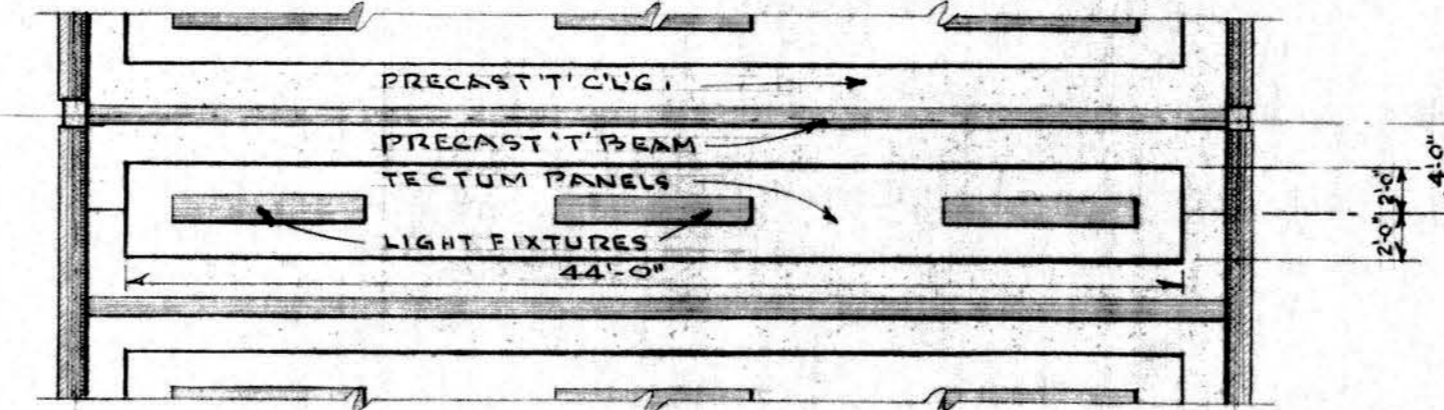 PRECAST 'T' C'L'G.
PRECAST 'T' BEAM
TECTUM PANELS
LIGHT FIXTURES
44'-0"
2'-0" 2'-0"
4'-0"